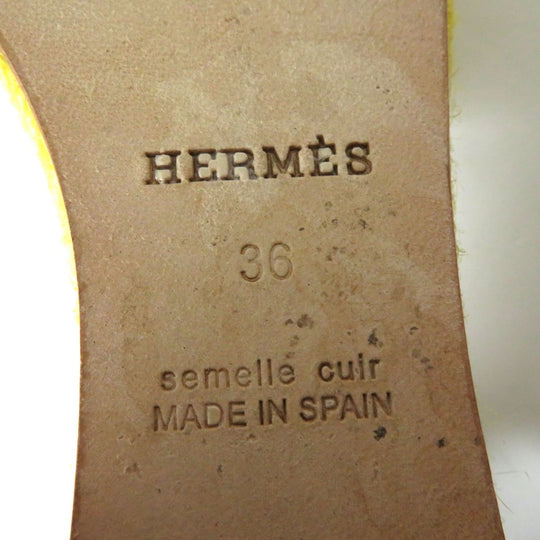 HERMÈS
36
semelle cuir
MADE IN SPAIN